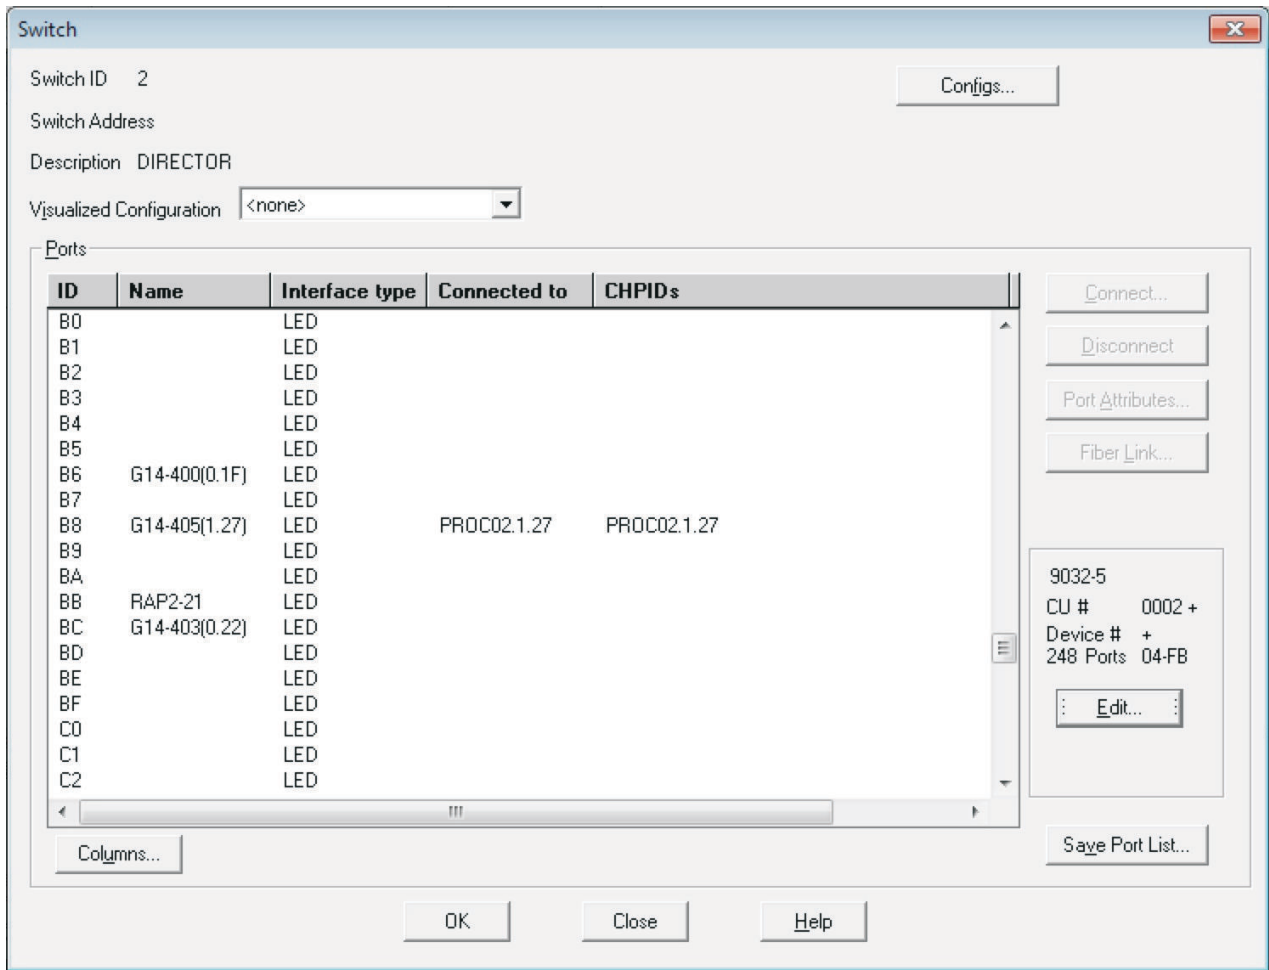 Switch
Switch ID 2
Configs...
Switch Address
Description DIRECTOR
Visualized Configuration <none>
Ports
ID Name Interface type Connected to CHPIDs
B0 LED
B1 LED
B2 LED
B3 LED
B4 LED
B5 LED
B6 G14-400(0.1F) LED
B7 LED
B8 G14-405(1.27) LED PROC02.1.27 PROC02.1.27
B9 LED
BA LED
BB RAP2-21 LED
BC G14-403(0.22) LED
BD LED
BE LED
BF LED
C0 LED
C1 LED
C2 LED
Connect...
Disconnect
Port Attributes...
Fiber Link...
9032-5
CU # 0002 +
Device # +
248 Ports 04-FB
Edit...
Columns...
Save Port List...
OK Close Help